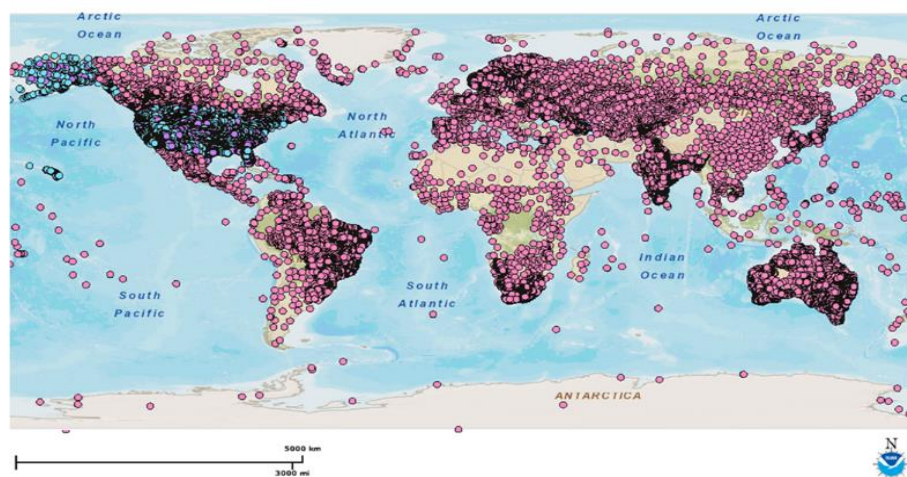 Arctic
Ocean
Arctic
Ocean
North
Pacific
North
Atlantic
Indian
Ocean
South
Pacific
South
Atlantic
ANTARCTICA
5000 km
3000 mi
N